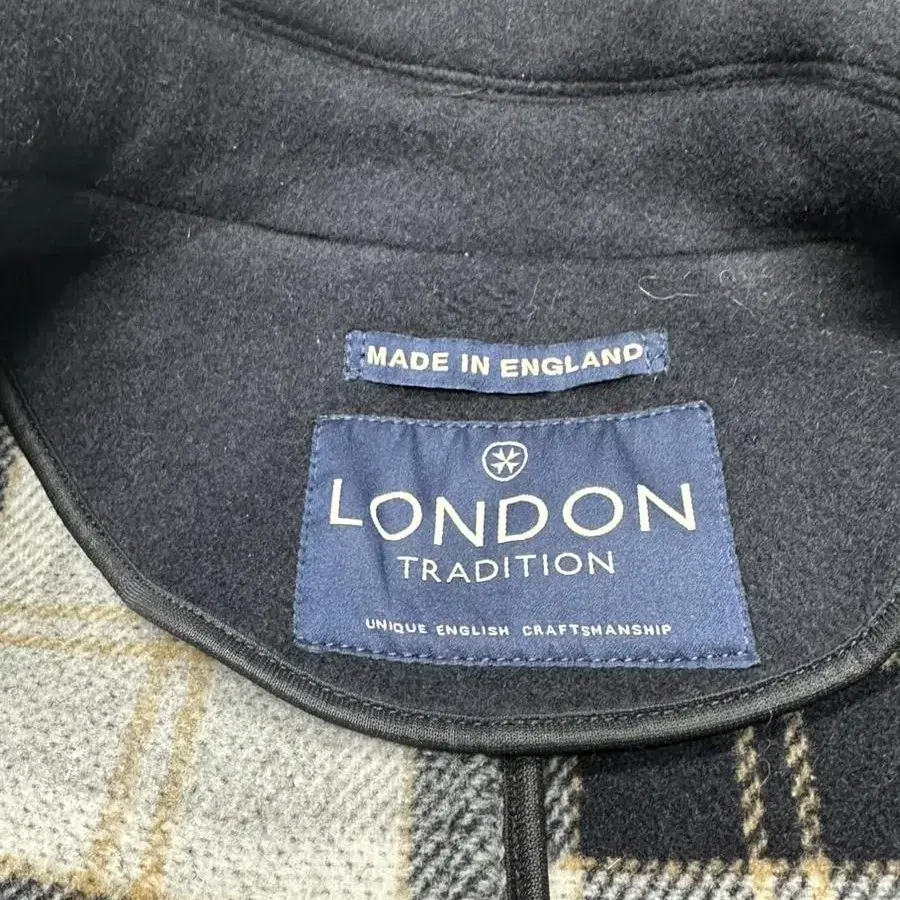 MADE IN ENGLAND
LONDON
TRADITION
UNIQUE ENGLISH CRAFTSMANSHIP